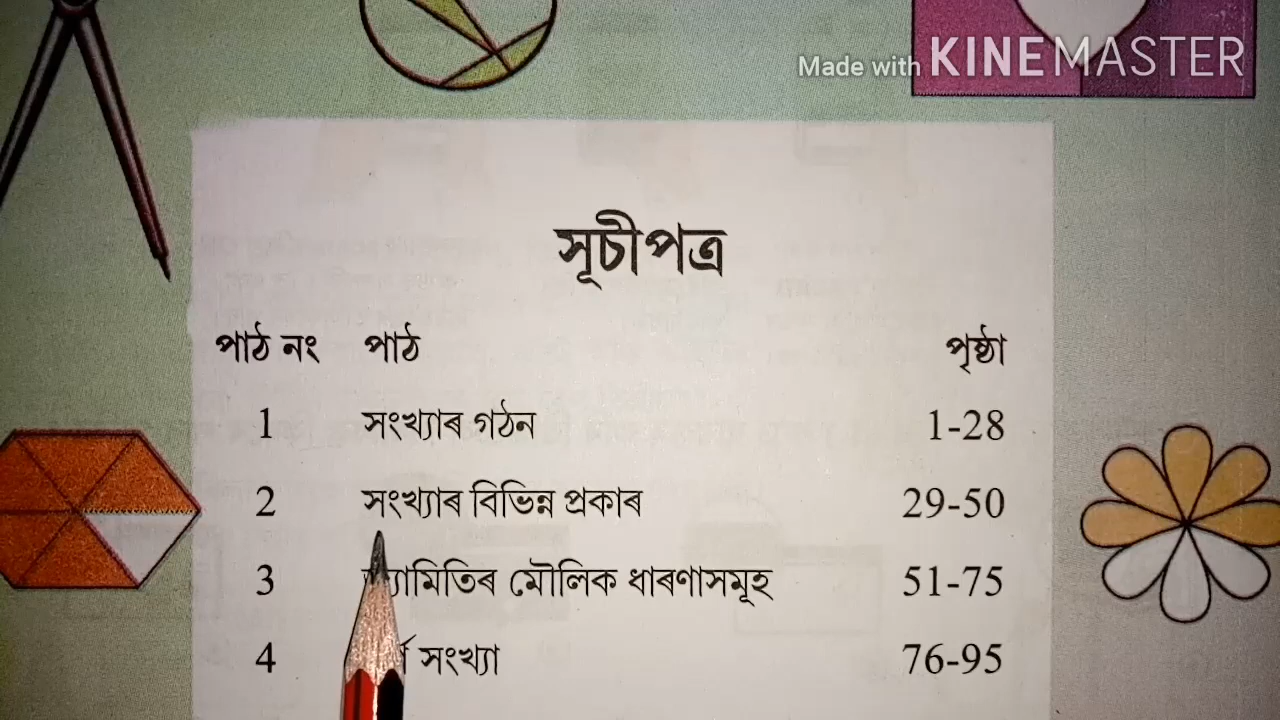 Made with KINEMASTER
সূচীপত্ৰ
পাঠ নং পাঠ পৃষ্ঠা
1 সংখ্যাৰ গঠন 1-28
2 সংখ্যাৰ বিভিন্ন প্ৰকাৰ 29-50
3 মৌলিক ধাৰণাসমূহ 51-75
4 সংখ্যা 76-95